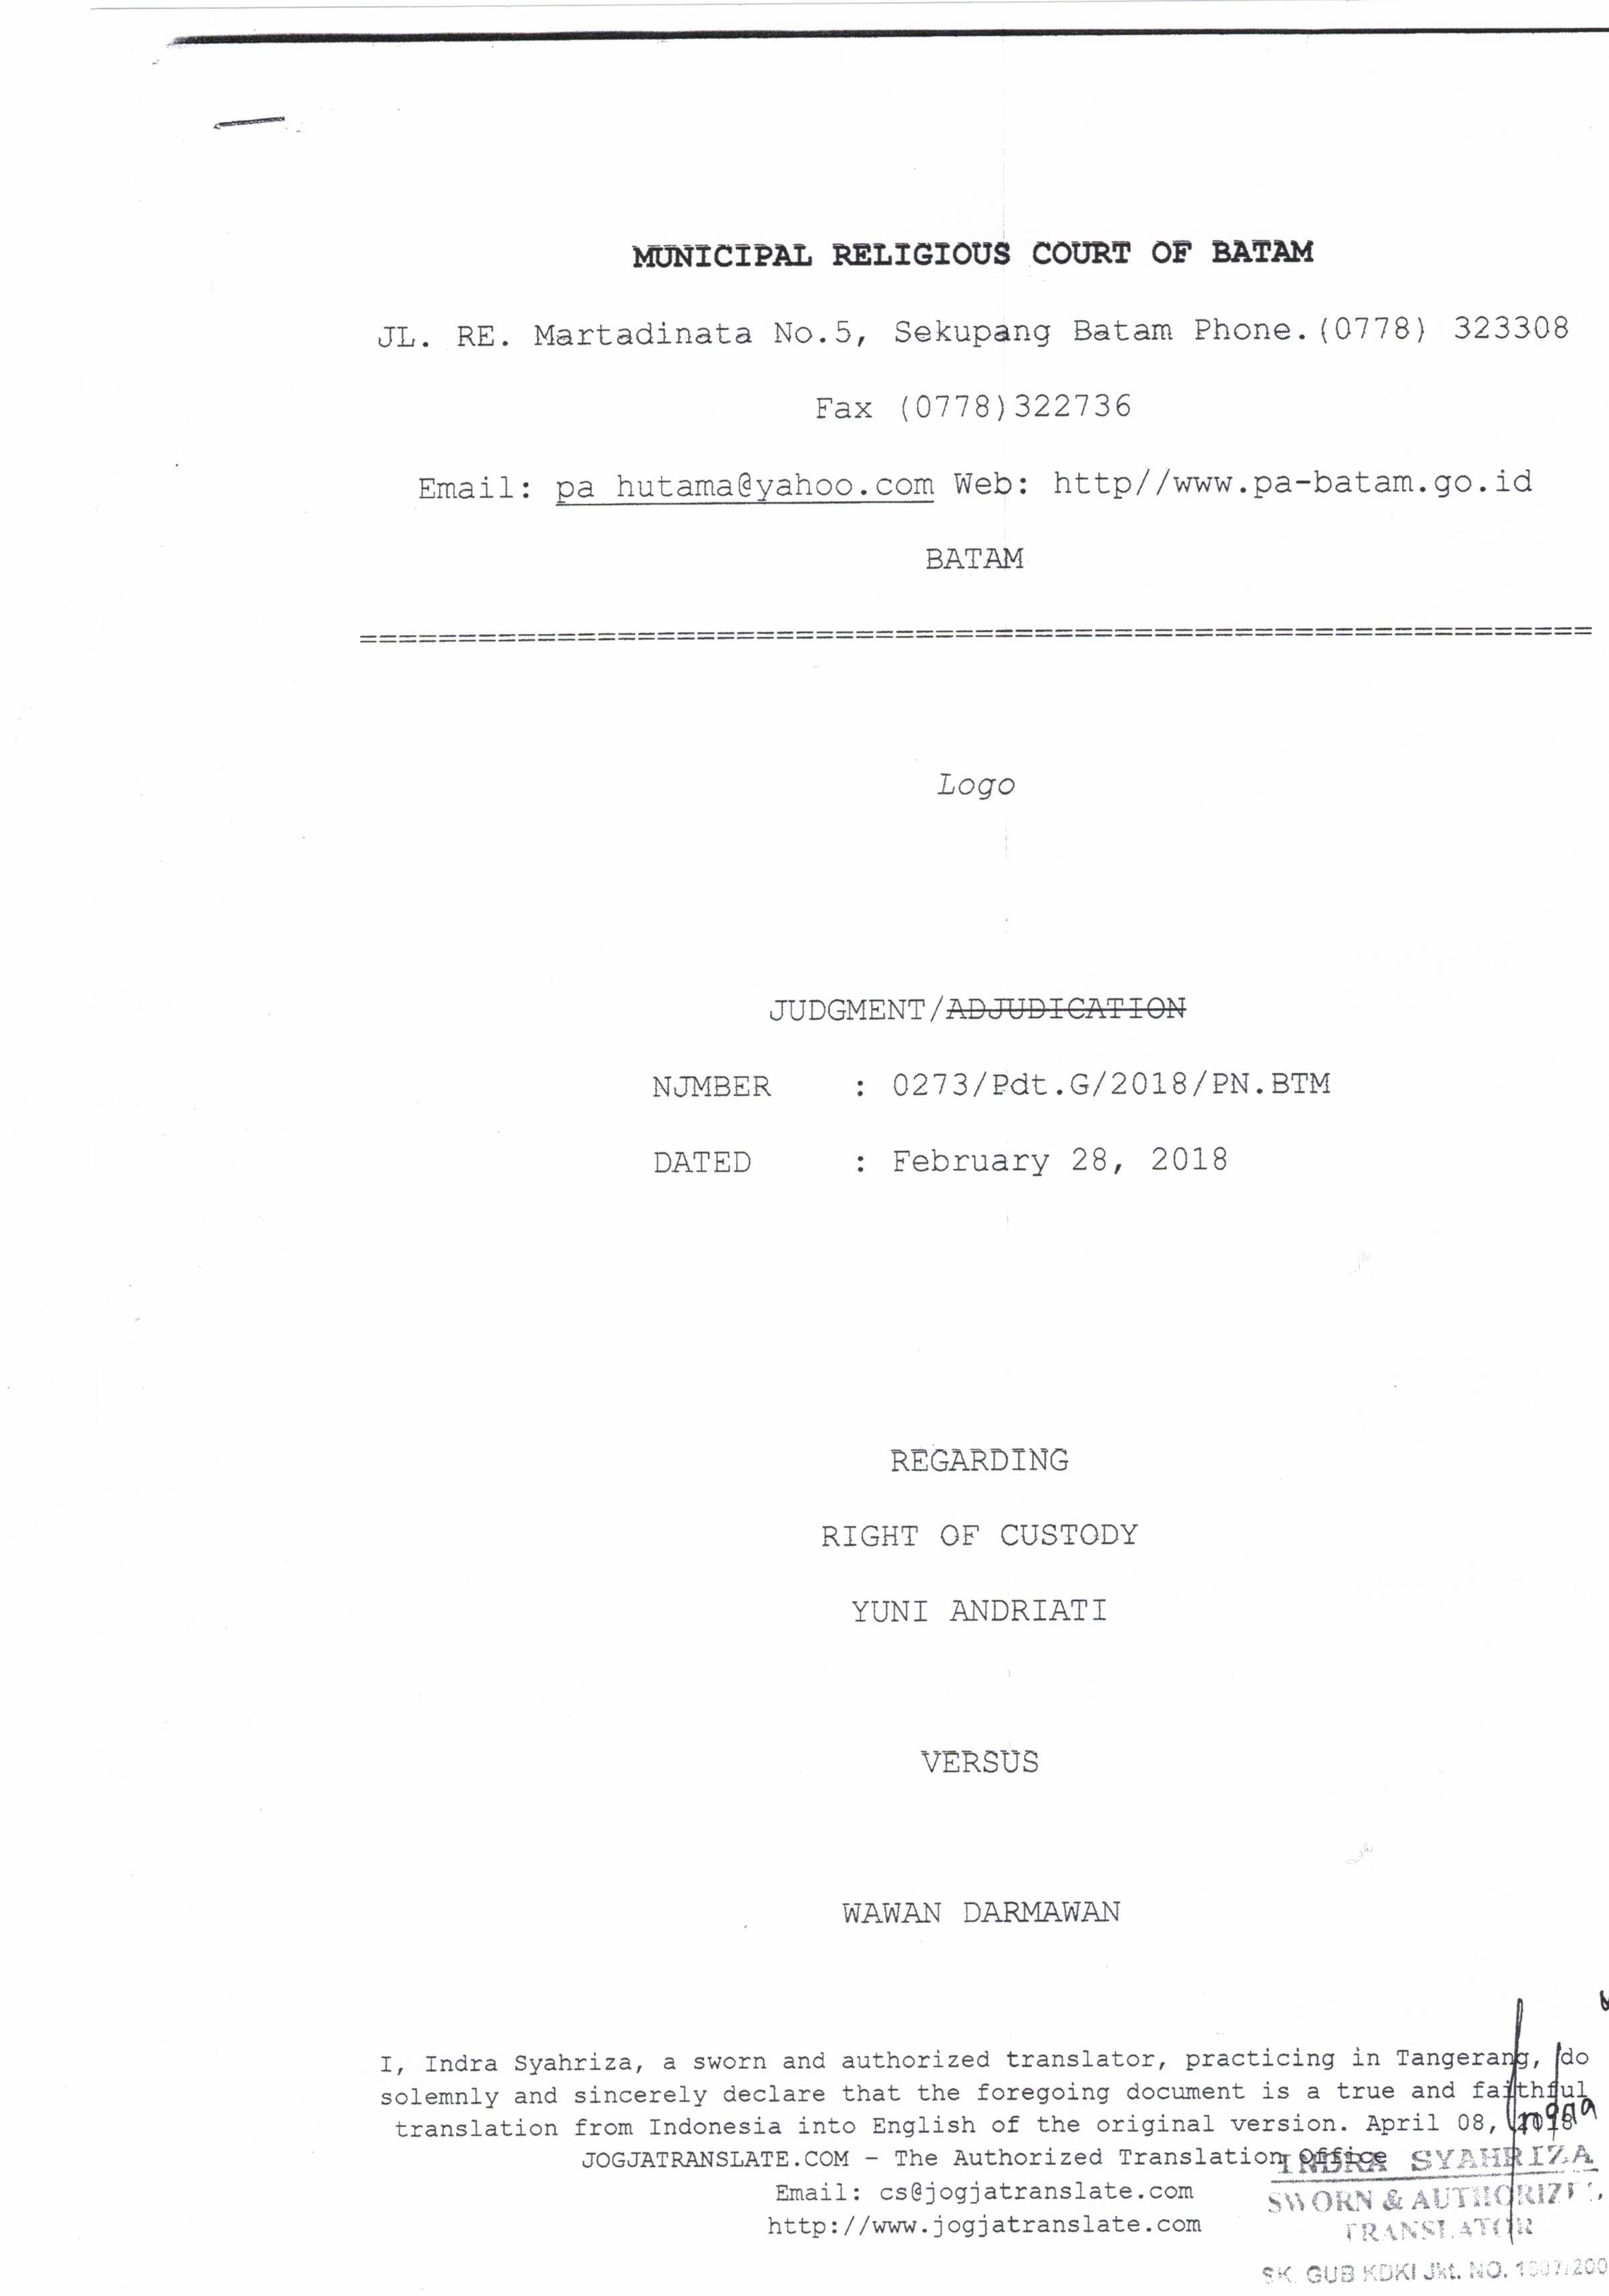 MUNICIPAL RELIGIOUS COURT OF BATAM
JL. RE. Martadinata No.5, Sekupang Batam Phone.(0778) 323308
Fax (0778)322736
Email: pa hutama@yahoo.com Web: http//www.pa-batam.go.id
BATAM
==============================================================
Logo
JUDGMENT/ADJUDICATION
NJMBER : 0273/Pdt.G/2018/PN.BTM
DATED : February 28, 2018
REGARDING
RIGHT OF CUSTODY
YUNI ANDRIATI
VERSUS
WAWAN DARMAWAN
I, Indra Syahriza, a sworn and authorized translator, practicing in Tangerang, do
solemnly and sincerely declare that the foregoing document is a true and faithful
translation from Indonesia into English of the original version. April 08, 2018
JOGJATRANSLATE.COM – The Authorized Translation Office
Email: cs@jogjatranslate.com
http://www.jogjatranslate.com
INDRA SYAHRIZA
SWORN & AUTHORIZE
TRANSLATOR
SK. GUB KDKI Jkt. NO.